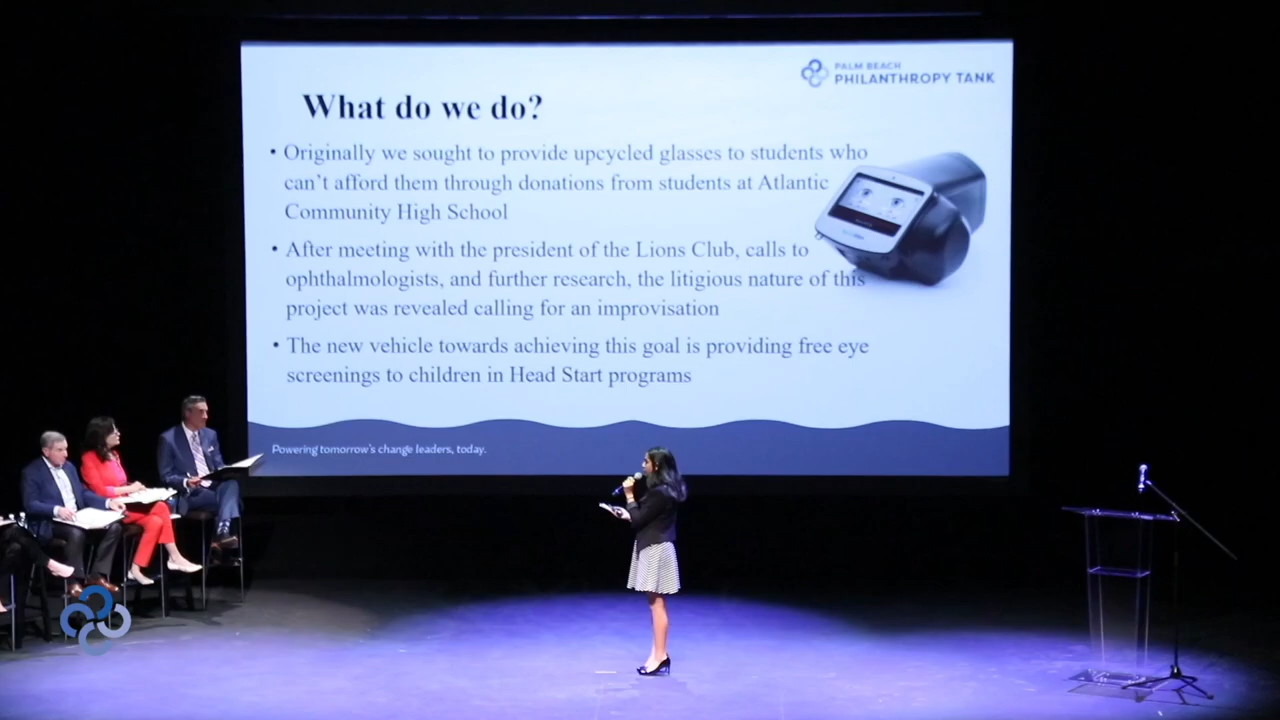 PALM BEACH
PHILANTHROPY TANK
What do we do?
• Originally we sought to provide upcycled glasses to students who
can't afford them through donations from students at Atlantic
Community High School
• After meeting with the president of the Lions Club, calls to
ophthalmologists, and further research, the litigious nature of this
project was revealed calling for an improvisation
• The new vehicle towards achieving this goal is providing free eye
screenings to children in Head Start programs
Powering tomorrow's change leaders, today.